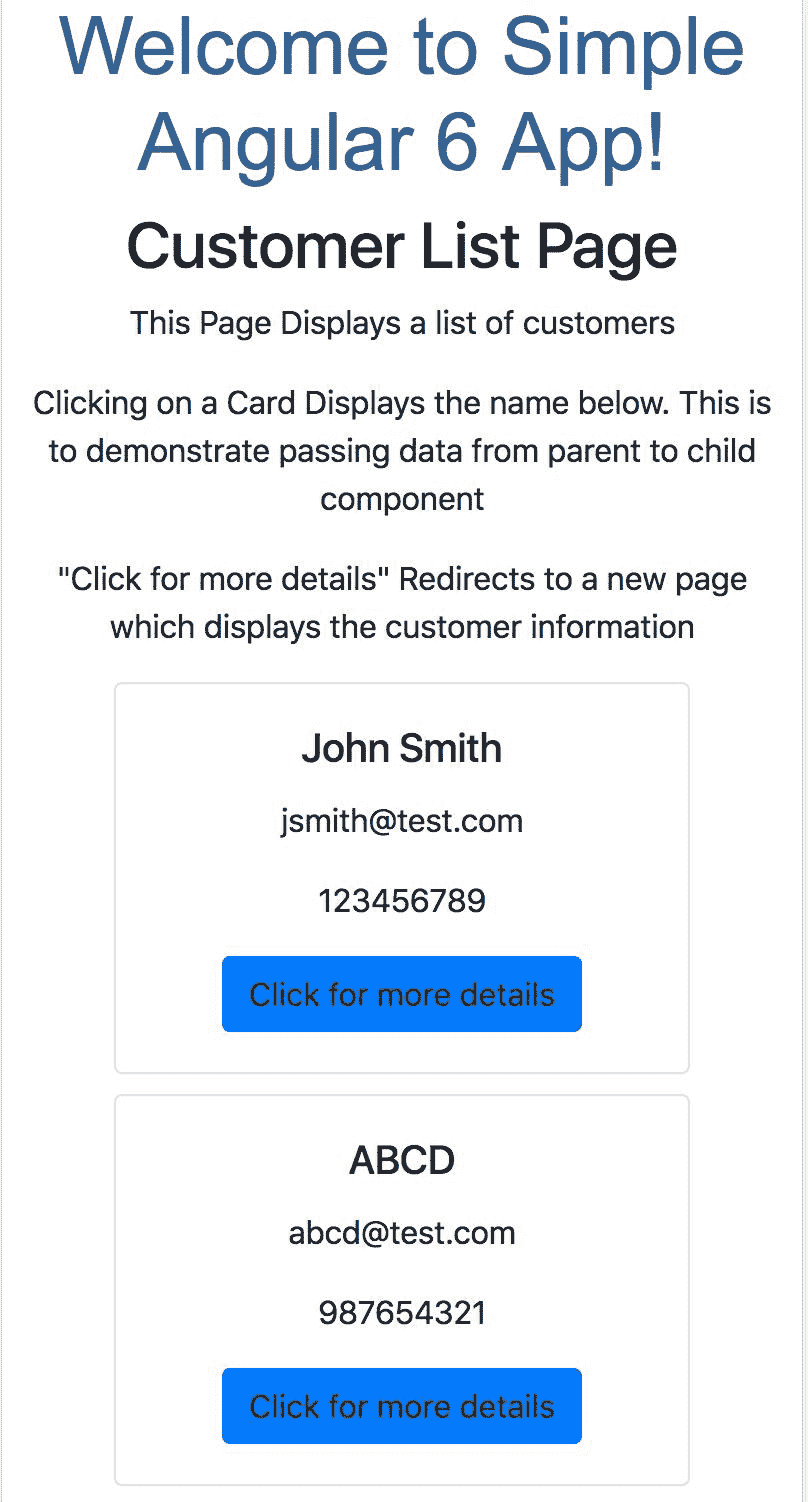 Welcome to Simple
Angular 6 App!
Customer List Page
This Page Displays a list of customers
Clicking on a Card Displays the name below. This is
to demonstrate passing data from parent to child
component
"Click for more details" Redirects to a new page
which displays the customer information
John Smith
jsmith@test.com
123456789
Click for more details
ABCD
abcd@test.com
987654321
Click for more details